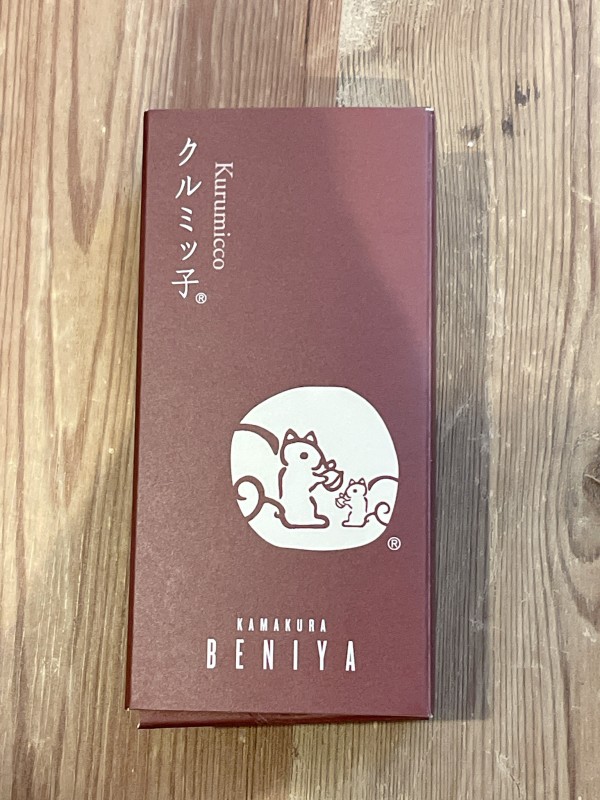 クルミッ子®
Kurumicco
®
KAMAKURA
BENIYA